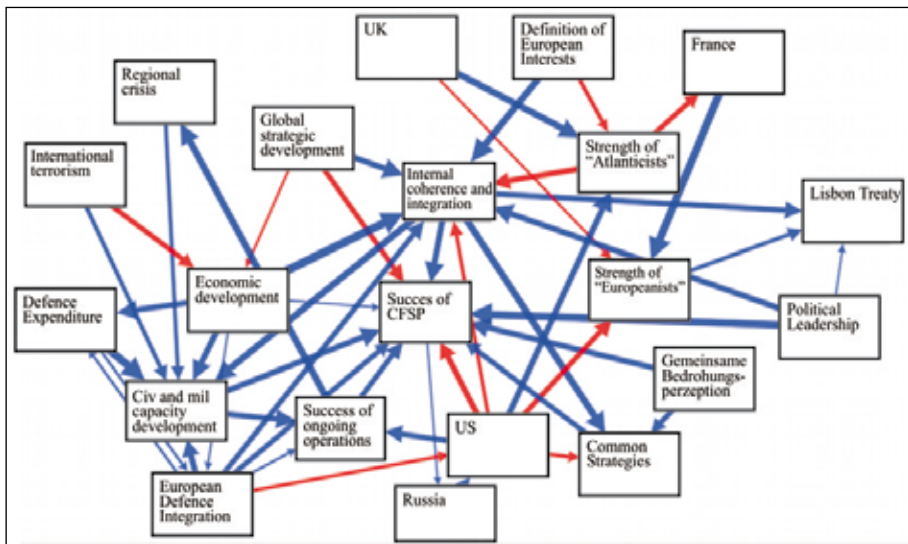 UK
Definition of
European
Interests
France
Regional
crisis
Global
strategic
development
International
terrorism
Strength of
"Atlanticists"
Internal
coherence and
integration
Lisbon Treaty
Economic
development
Succes of
CFSP
Strength of
"Europeanists"
Defence
Expenditure
Political
Leadership
Gemeinsame
Bedrohungs-
perzeption
Civ and mil
capacity
development
Success of
ongoing
operations
US
Common
Strategies
European
Defence
Integration
Russia